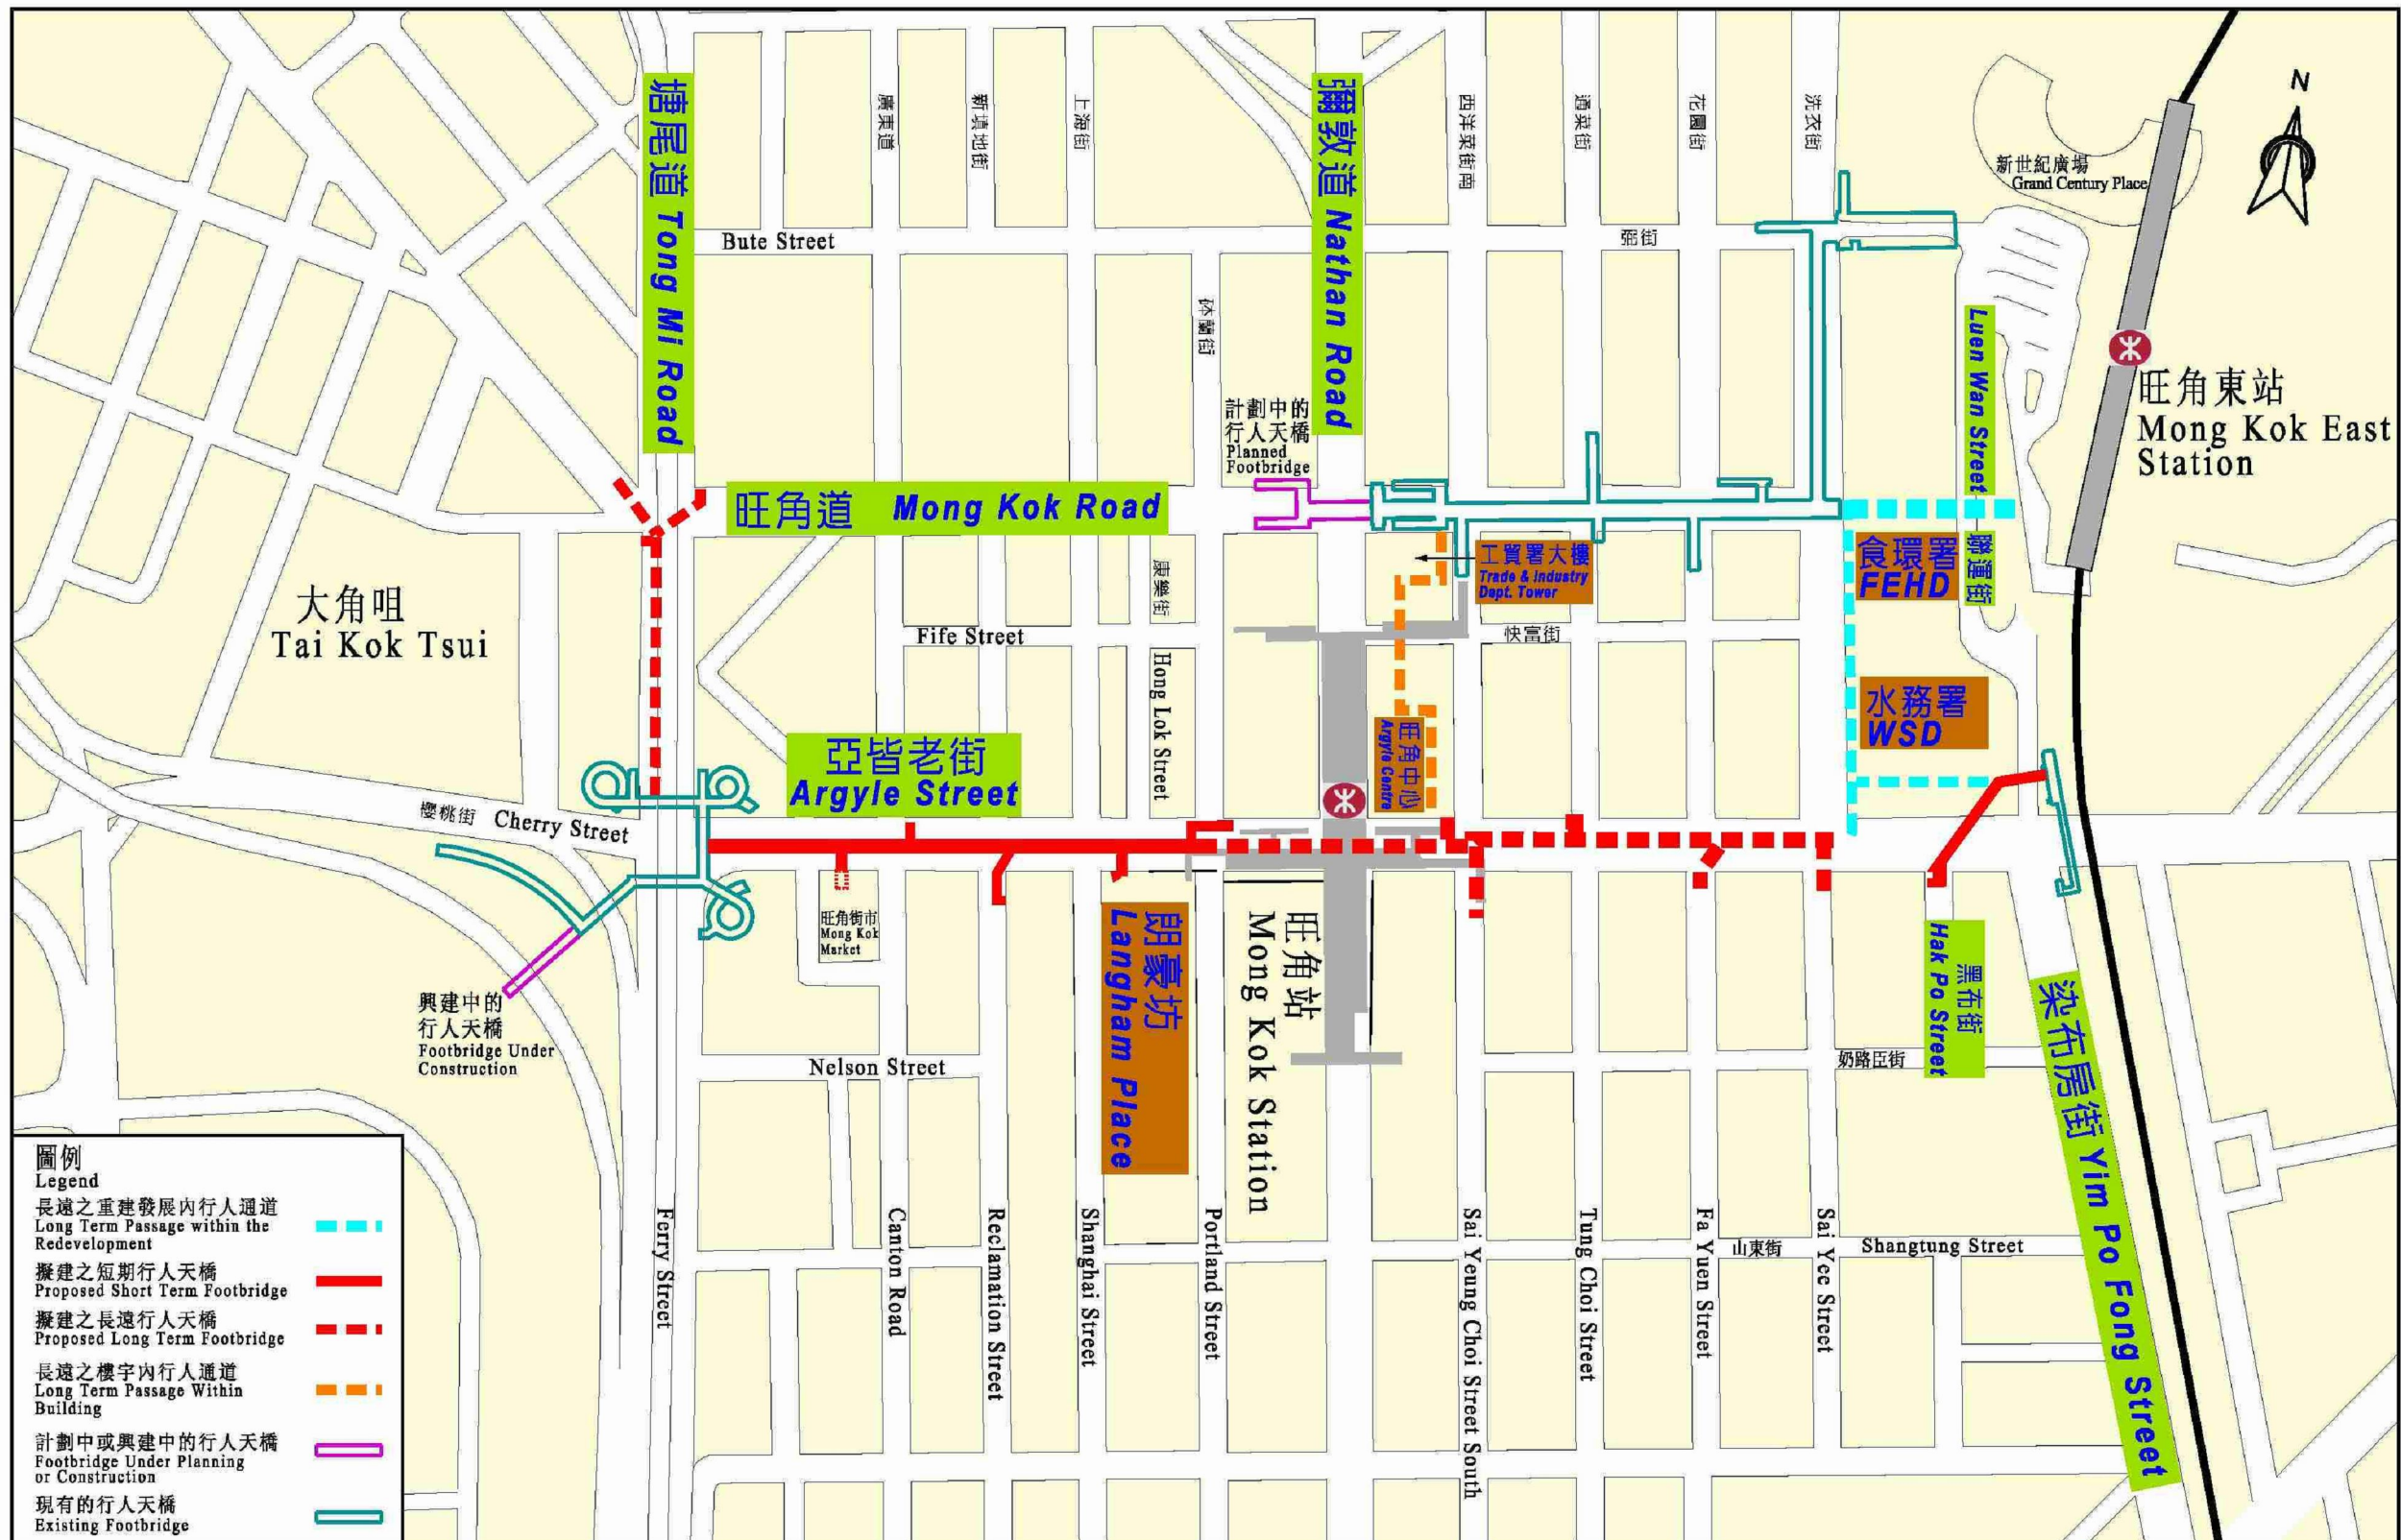 塘尾道 Tong Mi Road
廣東道
新填地街
上海街
彌敦道 Nathan Road
西洋菜街南
通菜街
花園街
洗衣街
新世紀廣場
Grand Century Place
N
Bute Street
弼街
砵蘭街
Luen Wan Street
聯運街
旺角東站
Mong Kok East
Station
計劃中的
行人天橋
Planned
Footbridge
旺角道 Mong Kok Road
工貿署大樓
Trade & Industry
Dept. Tower
食環署
FEHD
大角咀
Tai Kok Tsui
康樂街
Fife Street
快富街
Hong Lok Street
水務署
WSD
旺角中心
Argyle Centre
亞皆老街
Argyle Street
櫻桃街 Cherry Street
旺角街市
Mong Kok
Market
朗豪坊
Langham Place
旺角站
Mong Kok Station
黑布街
Hak Po Street
染布房街 Yim Po Fong Street
興建中的
行人天橋
Footbridge Under
Construction
Nelson Street
奶路臣街
Ferry Street
Canton Road
Reclamation Street
Shanghai Street
Portland Street
Sai Yeung Choi Street South
Tung Choi Street
Fa Yuen Street
山東街
Sai Yee Street
Shangtung Street
圖例
Legend
長遠之重建發展內行人通道
Long Term Passage within the
Redevelopment
擬建之短期行人天橋
Proposed Short Term Footbridge
擬建之長遠行人天橋
Proposed Long Term Footbridge
長遠之樓宇內行人通道
Long Term Passage Within
Building
計劃中或興建中的行人天橋
Footbridge Under Planning
or Construction
現有的行人天橋
Existing Footbridge